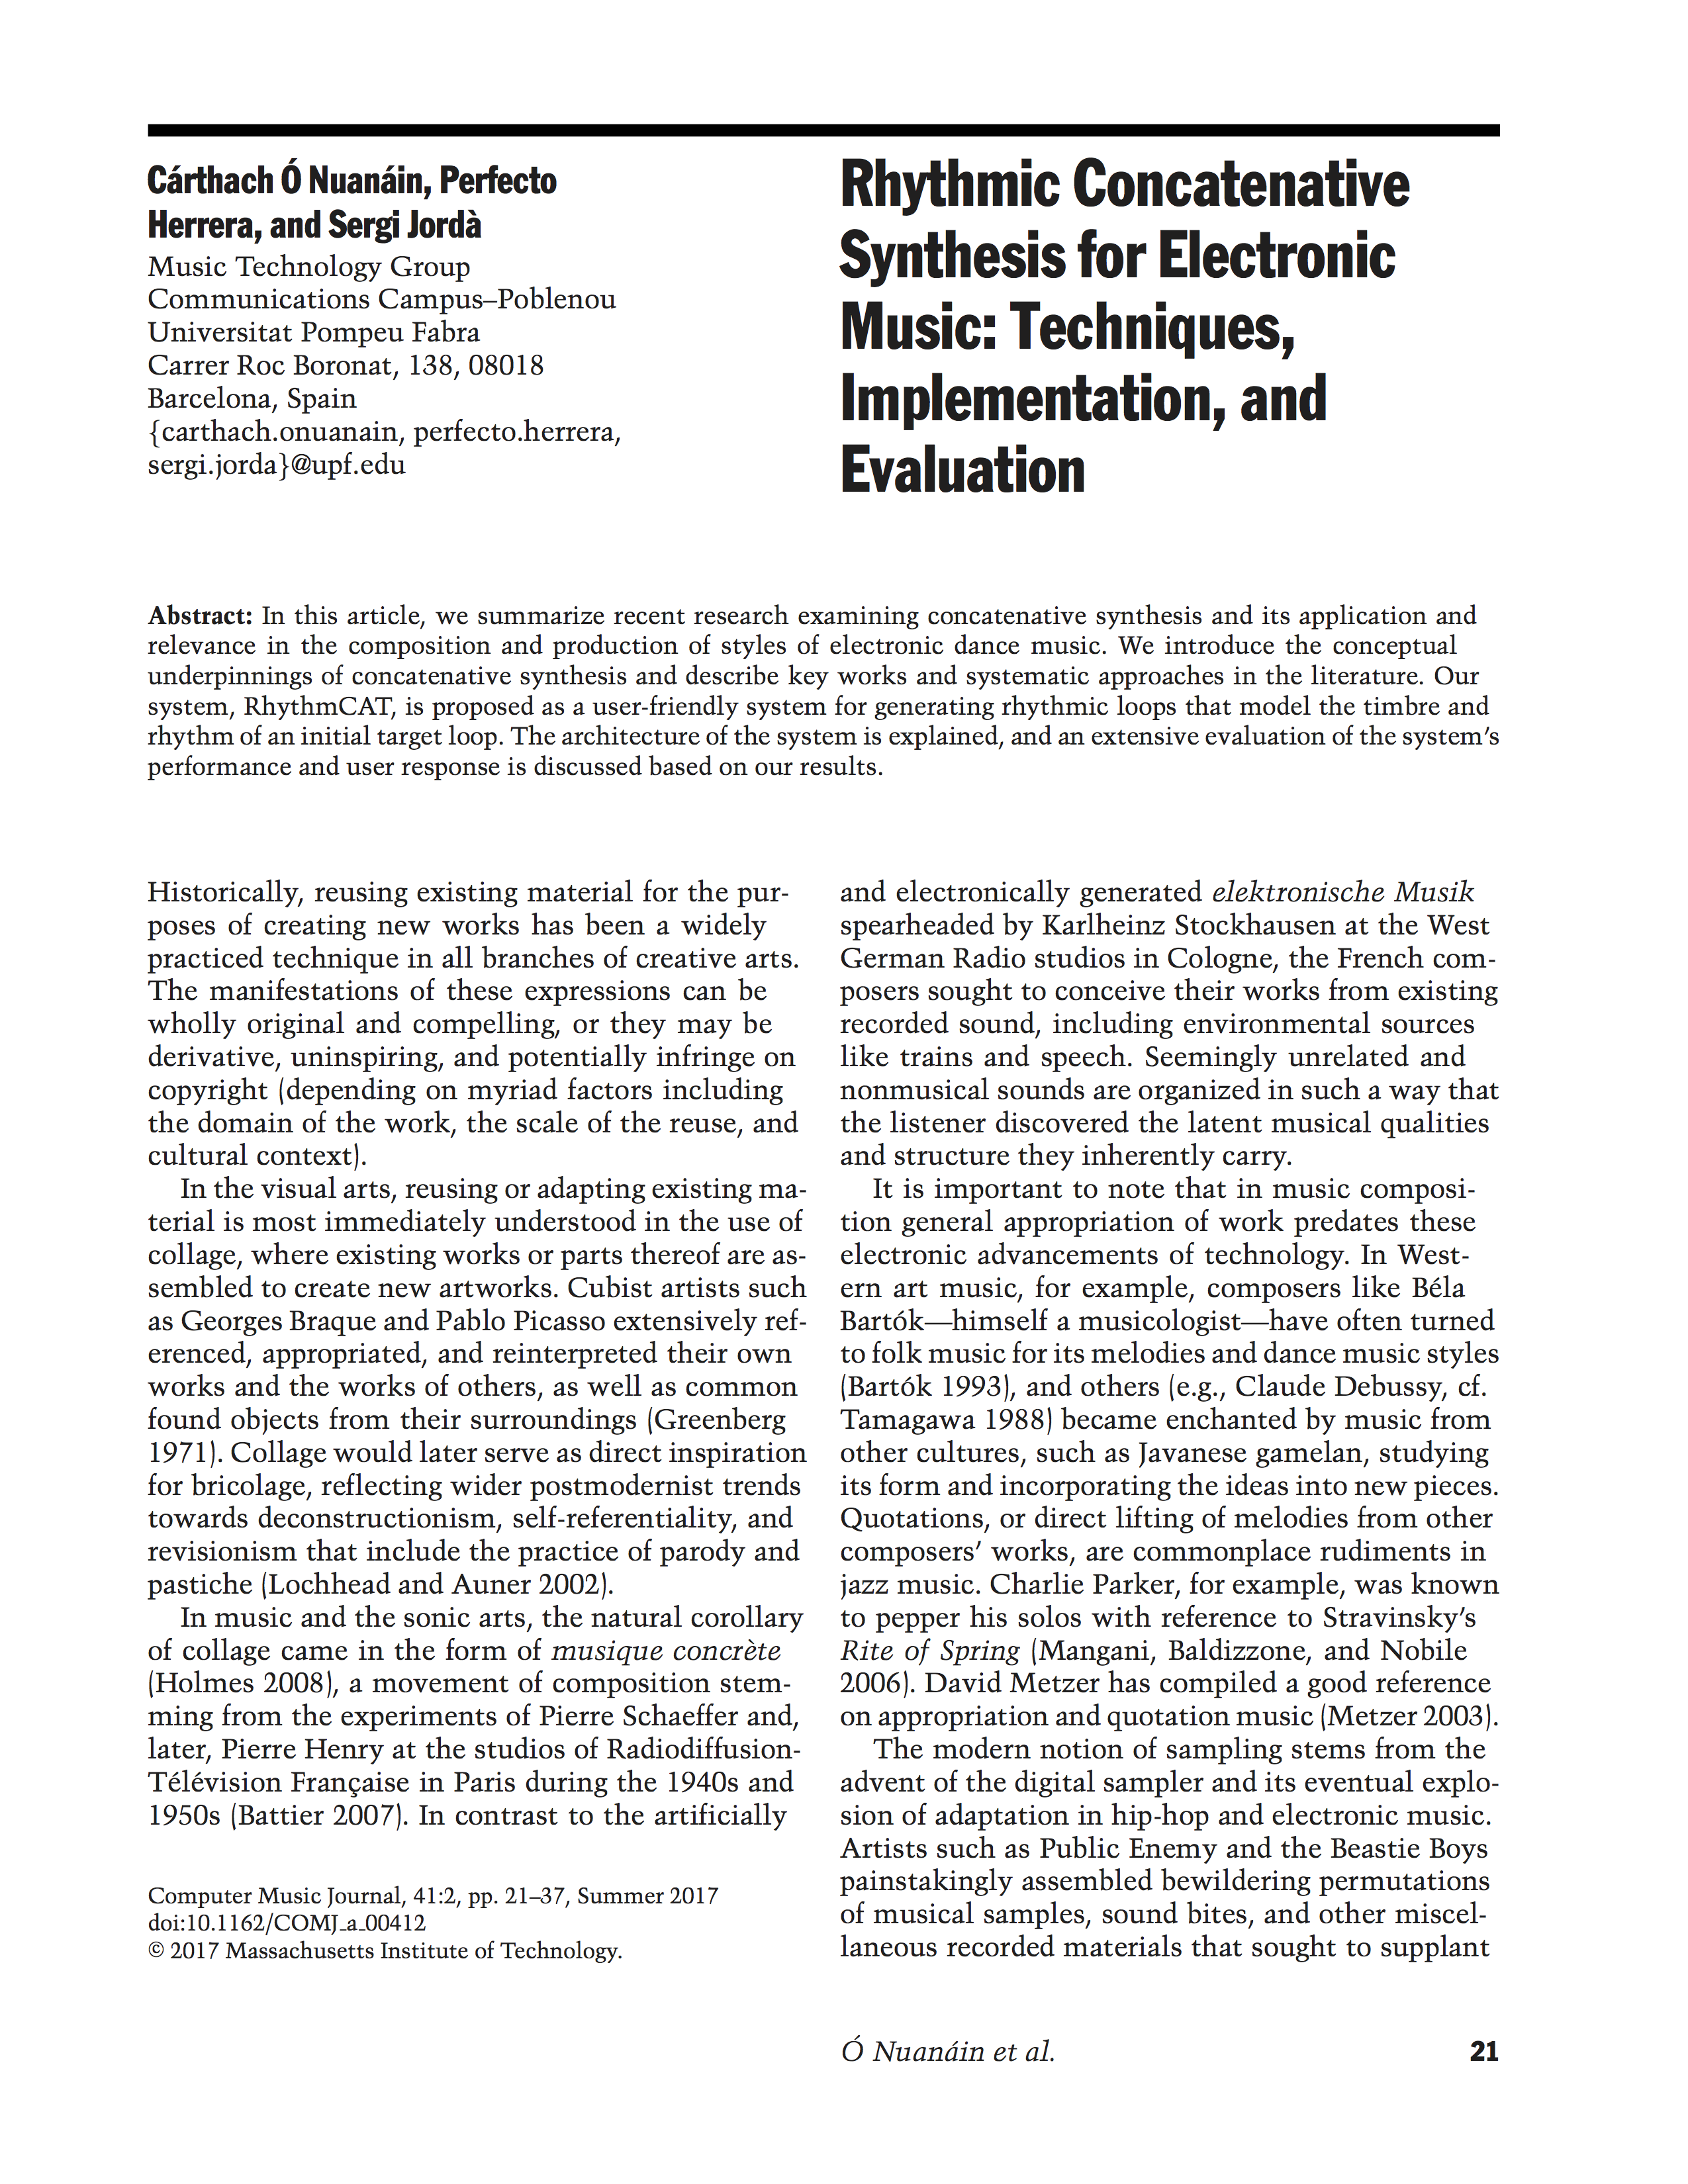 Cárthach Ó Nuanáin, Perfecto
Herrera, and Sergi Jordà
Music Technology Group
Communications Campus–Poblenou
Universitat Pompeu Fabra
Carrer Roc Boronat, 138, 08018
Barcelona, Spain
{carthach.onuanain, perfecto.herrera,
sergi.jorda}@upf.edu
Rhythmic Concatenative
Synthesis for Electronic
Music: Techniques,
Implementation, and
Evaluation
Abstract: In this article, we summarize recent research examining concatenative synthesis and its application and
relevance in the composition and production of styles of electronic dance music. We introduce the conceptual
underpinnings of concatenative synthesis and describe key works and systematic approaches in the literature. Our
system, RhythmCAT, is proposed as a user-friendly system for generating rhythmic loops that model the timbre and
rhythm of an initial target loop. The architecture of the system is explained, and an extensive evaluation of the system’s
performance and user response is discussed based on our results.
Historically, reusing existing material for the pur-
poses of creating new works has been a widely
practiced technique in all branches of creative arts.
The manifestations of these expressions can be
wholly original and compelling, or they may be
derivative, uninspiring, and potentially infringe on
copyright (depending on myriad factors including
the domain of the work, the scale of the reuse, and
cultural context).
In the visual arts, reusing or adapting existing ma-
terial is most immediately understood in the use of
collage, where existing works or parts thereof are as-
sembled to create new artworks. Cubist artists such
as Georges Braque and Pablo Picasso extensively ref-
erenced, appropriated, and reinterpreted their own
works and the works of others, as well as common
found objects from their surroundings (Greenberg
1971). Collage would later serve as direct inspiration
for bricolage, reflecting wider postmodernist trends
towards deconstructionism, self-referentiality, and
revisionism that include the practice of parody and
pastiche (Lochhead and Auner 2002).
In music and the sonic arts, the natural corollary
of collage came in the form of musique concrète
(Holmes 2008), a movement of composition stem-
ming from the experiments of Pierre Schaeffer and,
later, Pierre Henry at the studios of Radiodiffusion-
Télévision Française in Paris during the 1940s and
1950s (Battier 2007). In contrast to the artificially
Computer Music Journal, 41:2, pp. 21–37, Summer 2017
doi:10.1162/COMJ_a_00412
© 2017 Massachusetts Institute of Technology.
and electronically generated elektronische Musik
spearheaded by Karlheinz Stockhausen at the West
German Radio studios in Cologne, the French com-
posers sought to conceive their works from existing
recorded sound, including environmental sources
like trains and speech. Seemingly unrelated and
nonmusical sounds are organized in such a way that
the listener discovered the latent musical qualities
and structure they inherently carry.
It is important to note that in music composi-
tion general appropriation of work predates these
electronic advancements of technology. In West-
ern art music, for example, composers like Béla
Bartók—himself a musicologist—have often turned
to folk music for its melodies and dance music styles
(Bartók 1993), and others (e.g., Claude Debussy, cf.
Tamagawa 1988) became enchanted by music from
other cultures, such as Javanese gamelan, studying
its form and incorporating the ideas into new pieces.
Quotations, or direct lifting of melodies from other
composers’ works, are commonplace rudiments in
jazz music. Charlie Parker, for example, was known
to pepper his solos with reference to Stravinsky’s
Rite of Spring (Mangani, Baldizzone, and Nobile
2006). David Metzer has compiled a good reference
on appropriation and quotation music (Metzer 2003).
The modern notion of sampling stems from the
advent of the digital sampler and its eventual explo-
sion of adaptation in hip-hop and electronic music.
Artists such as Public Enemy and the Beastie Boys
painstakingly assembled bewildering permutations
of musical samples, sound bites, and other miscel-
laneous recorded materials that sought to supplant
Ó Nuanáin et al.
21